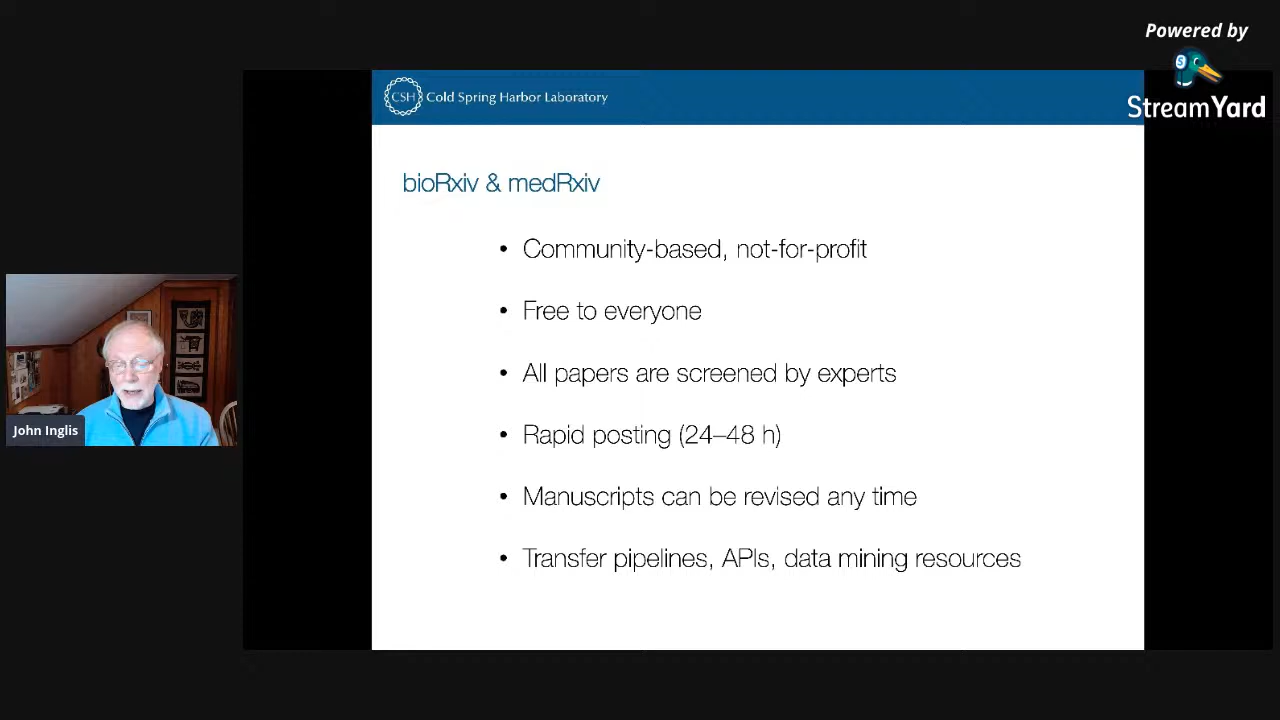 Powered by
StreamYard
CSH Cold Spring Harbor Laboratory
bioRxiv & medRxiv
• Community-based, not-for-profit
• Free to everyone
• All papers are screened by experts
• Rapid posting (24–48 h)
• Manuscripts can be revised any time
• Transfer pipelines, APIs, data mining resources
John Inglis